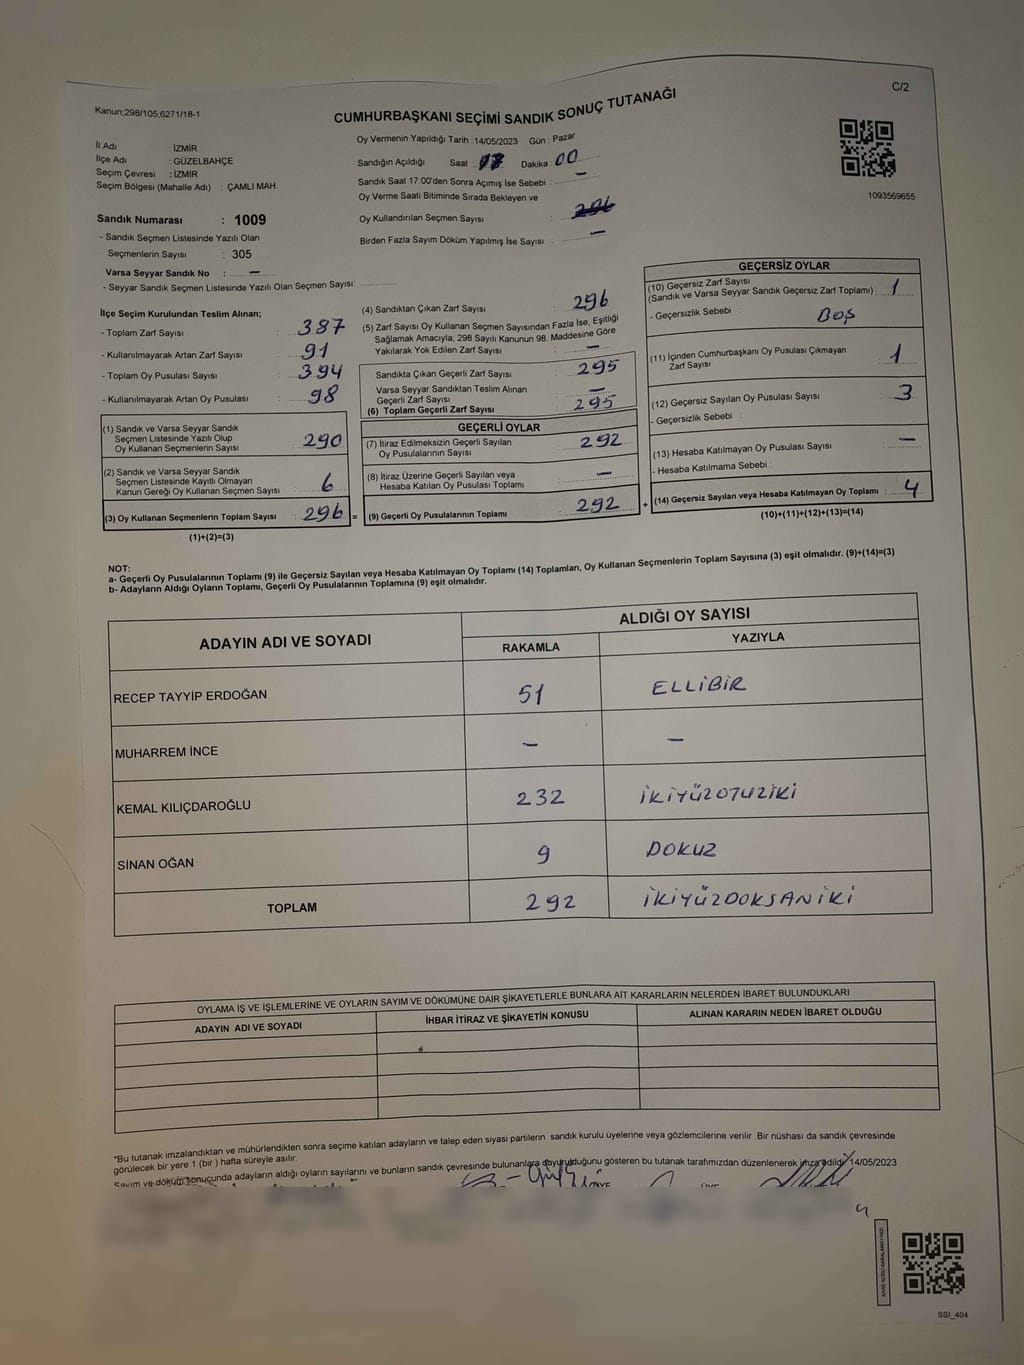 Kanun;298/105;6271/18-1
C/2
CUMHURBAŞKANI SEÇİMİ SANDIK SONUÇ TUTANAĞI
1093569655
İl Adı : İZMİR
İlçe Adı : GÜZELBAHÇE
Seçim Çevresi : İZMİR
Seçim Bölgesi (Mahalle Adı) : ÇAMLI MAH.
Sandık Numarası : 1009
- Sandık Seçmen Listesinde Yazılı Olan
Seçmenlerin Sayısı : 305
Varsa Seyyar Sandık No : —
- Seyyar Sandık Seçmen Listesinde Yazılı Olan Seçmen Sayısı:
Oy Vermenin Yapıldığı Tarih :14/05/2023 Gün : Pazar
Sandığın Açıldığı Saat : Dakika : 00
Sandık Saat 17:00'den Sonra Açımış İse Sebebi : —
Oy Verme Saati Bitiminde Sırada Bekleyen ve
Oy Kullandırılan Seçmen Sayısı : 296
Birden Fazla Sayım Döküm Yapılmış İse Sayısı : —
İlçe Seçim Kurulundan Teslim Alınan;
- Toplam Zarf Sayısı : 387
- Kullanılmayarak Artan Zarf Sayısı : 91
- Toplam Oy Pusulası Sayısı : 394
- Kullanılmayarak Artan Oy Pusulası : 98
(1) Sandık ve Varsa Seyyar Sandık
Seçmen Listesinde Yazılı Olup
Oy Kullanan Seçmenlerin Sayısı : 290
(2) Sandık ve Varsa Seyyar Sandık
Seçmen Listesinde Kayıtlı Olmayan
Kanun Gereği Oy Kullanan Seçmen Sayısı : 6
(3) Oy Kullanan Seçmenlerin Toplam Sayısı : 296 =
(1)+(2)=(3)
(4) Sandıktan Çıkan Zarf Sayısı : 296
(5) Zarf Sayısı Oy Kullanan Seçmen Sayısından Fazla İse, Eşitliği
Sağlamak Amacıyla; 298 Sayılı Kanunun 98. Maddesine Göre
Yakılarak Yok Edilen Zarf Sayısı : —
Sandıkta Çıkan Geçerli Zarf Sayısı : 295
Varsa Seyyar Sandıktan Teslim Alınan
Geçerli Zarf Sayısı : —
(6) Toplam Geçerli Zarf Sayısı : 295
GEÇERLİ OYLAR
(7) İtiraz Edilmeksizin Geçerli Sayılan
Oy Pusulalarının Sayısı : 292
(8) İtiraz Üzerine Geçerli Sayılan veya
Hesaba Katılan Oy Pusulası Toplamı : —
(9) Geçerli Oy Pusulalarının Toplamı : 292 +
GEÇERSİZ OYLAR
(10) Geçersiz Zarf Sayısı
(Sandık ve Varsa Seyyar Sandık Geçersiz Zarf Toplamı) : 1
- Geçersizlik Sebebi : BOŞ
(11) İçinden Cumhurbaşkanı Oy Pusulası Çıkmayan
Zarf Sayısı : 1
(12) Geçersiz Sayılan Oy Pusulası Sayısı : 3
- Geçersizlik Sebebi :
(13) Hesaba Katılmayan Oy Pusulası Sayısı : —
- Hesaba Katılmama Sebebi :
(14) Geçersiz Sayılan veya Hesaba Katılmayan Oy Toplamı : 4
(10)+(11)+(12)+(13)=(14)
NOT:
a- Geçerli Oy Pusulalarının Toplamı (9) ile Geçersiz Sayılan veya Hesaba Katılmayan Oy Toplamı (14) Toplamları, Oy Kullanan Seçmenlerin Toplam Sayısına (3) eşit olmalıdır. (9)+(14)=(3)
b- Adayların Aldığı Oyların Toplamı, Geçerli Oy Pusulalarının Toplamına (9) eşit olmalıdır.
ADAYIN ADI VE SOYADI ALDIĞI OY SAYISI
RAKAMLA YAZIYLA
RECEP TAYYİP ERDOĞAN 51 ELLİBİR
MUHARREM İNCE — —
KEMAL KILIÇDAROĞLU 232 İKİYÜZOTUZİKİ
SİNAN OĞAN 9 DOKUZ
TOPLAM 292 İKİYÜZDOKSANİKİ
OYLAMA İŞ VE İŞLEMLERİNE VE OYLARIN SAYIM VE DÖKÜMÜNE DAİR ŞİKAYETLERLE BUNLARA AİT KARARLARIN NELERDEN İBARET BULUNDUKLARI
ADAYIN ADI VE SOYADI İHBAR İTİRAZ VE ŞİKAYETİN KONUSU ALINAN KARARIN NEDEN İBARET OLDUĞU
*Bu tutanak imzalandıktan ve mühürlendikten sonra seçime katılan adayların ve talep eden siyasi partilerin sandık kurulu üyelerine veya gözlemcilerine verilir Bir nüshası da sandık çevresinde
görülecek bir yere 1 (bir ) hafta süreyle asılır.
Sayım ve döküm sonucunda adayların aldığı oyların sayılarını ve bunların sandık çevresinde bulunanlara duyurulduğunu gösteren bu tutanak tarafımızdan düzenlenerek imza edildi. 14/05/2023
SSI_404